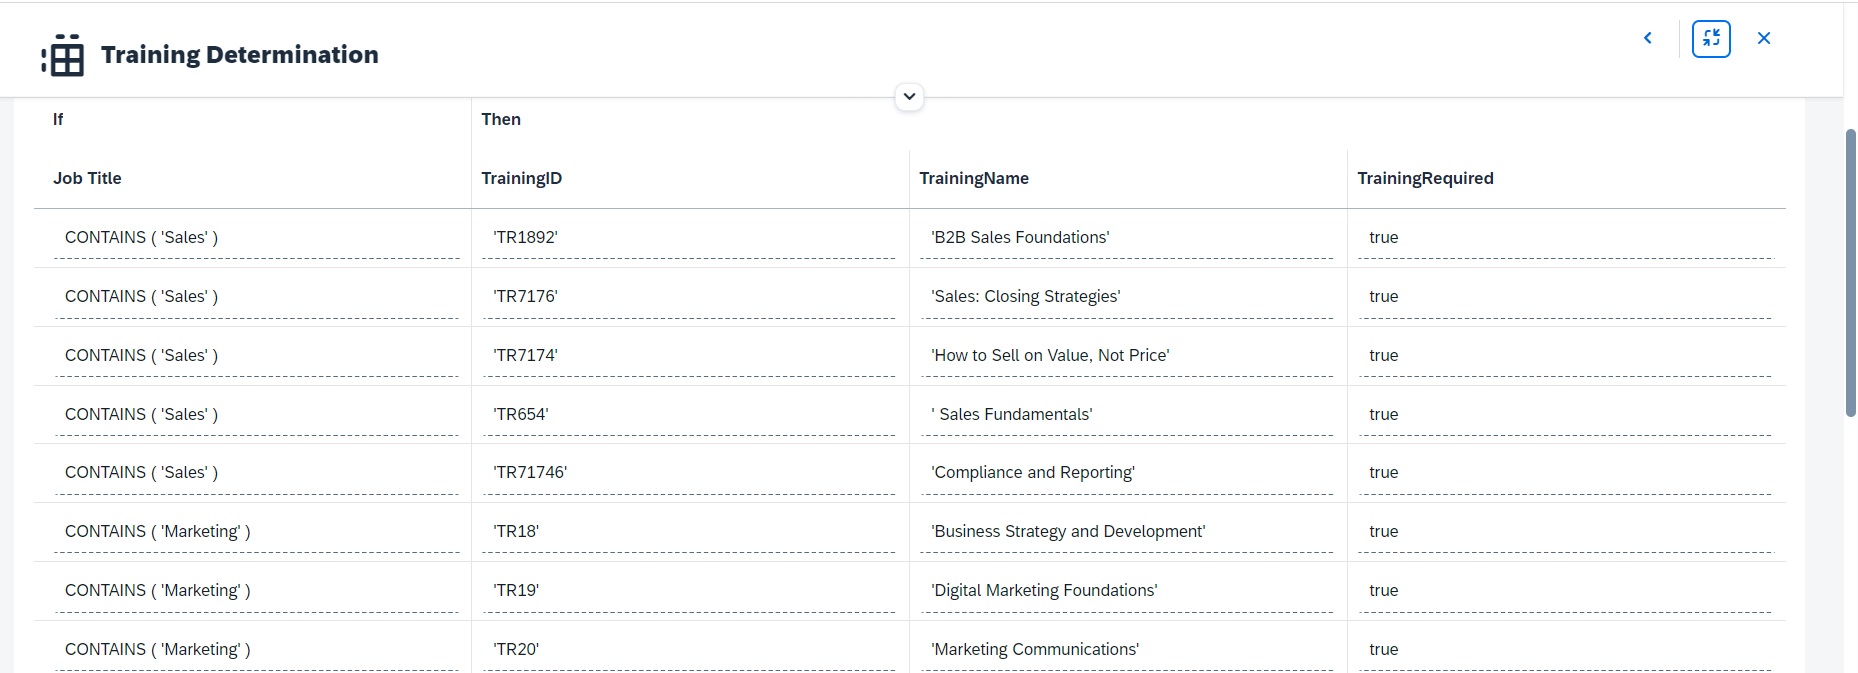 Training Determination
If Then
Job Title TrainingID TrainingName TrainingRequired
CONTAINS ( 'Sales' ) 'TR1892' 'B2B Sales Foundations' true
CONTAINS ( 'Sales' ) 'TR7176' 'Sales: Closing Strategies' true
CONTAINS ( 'Sales' ) 'TR7174' 'How to Sell on Value, Not Price' true
CONTAINS ( 'Sales' ) 'TR654' ' Sales Fundamentals' true
CONTAINS ( 'Sales' ) 'TR71746' 'Compliance and Reporting' true
CONTAINS ( 'Marketing' ) 'TR18' 'Business Strategy and Development' true
CONTAINS ( 'Marketing' ) 'TR19' 'Digital Marketing Foundations' true
CONTAINS ( 'Marketing' ) 'TR20' 'Marketing Communications' true